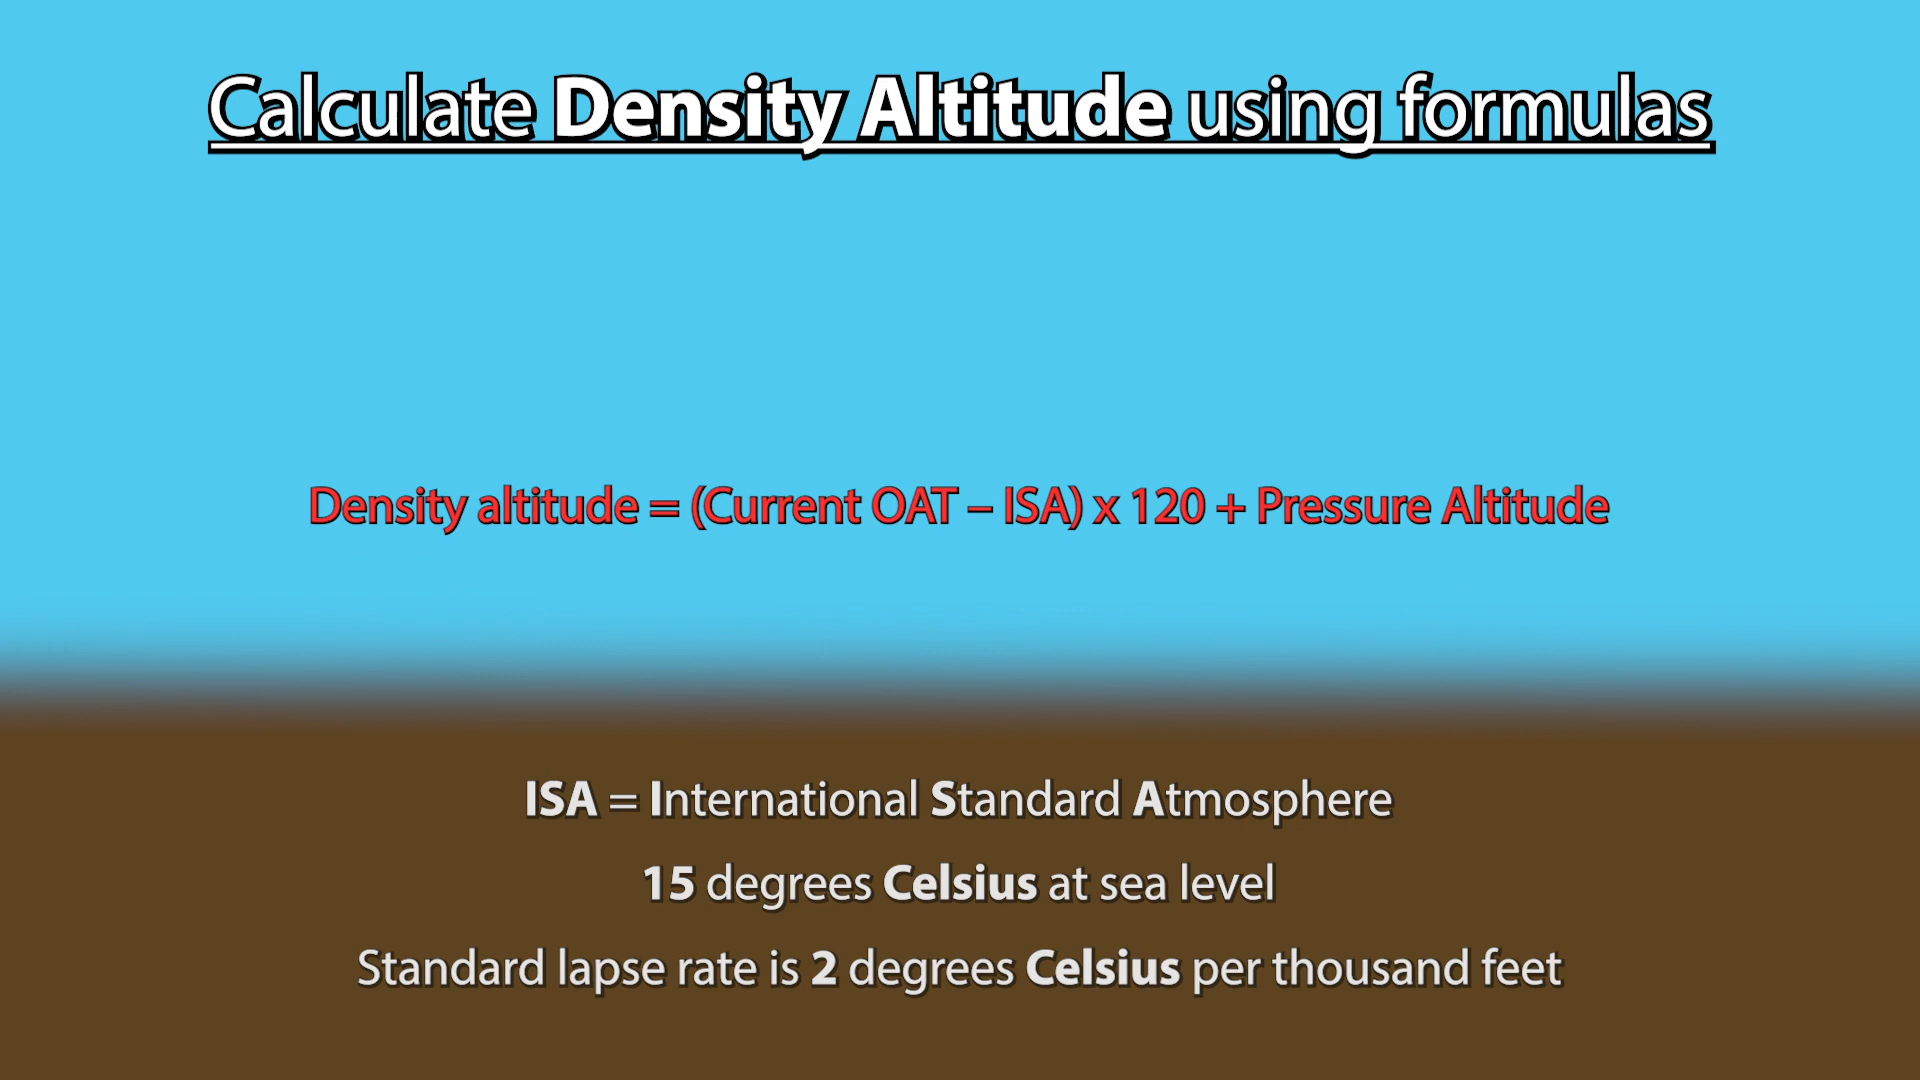 Calculate Density Altitude using formulas
Density altitude = (Current OAT – ISA) x 120 + Pressure Altitude
ISA = International Standard Atmosphere
15 degrees Celsius at sea level
Standard lapse rate is 2 degrees Celsius per thousand feet